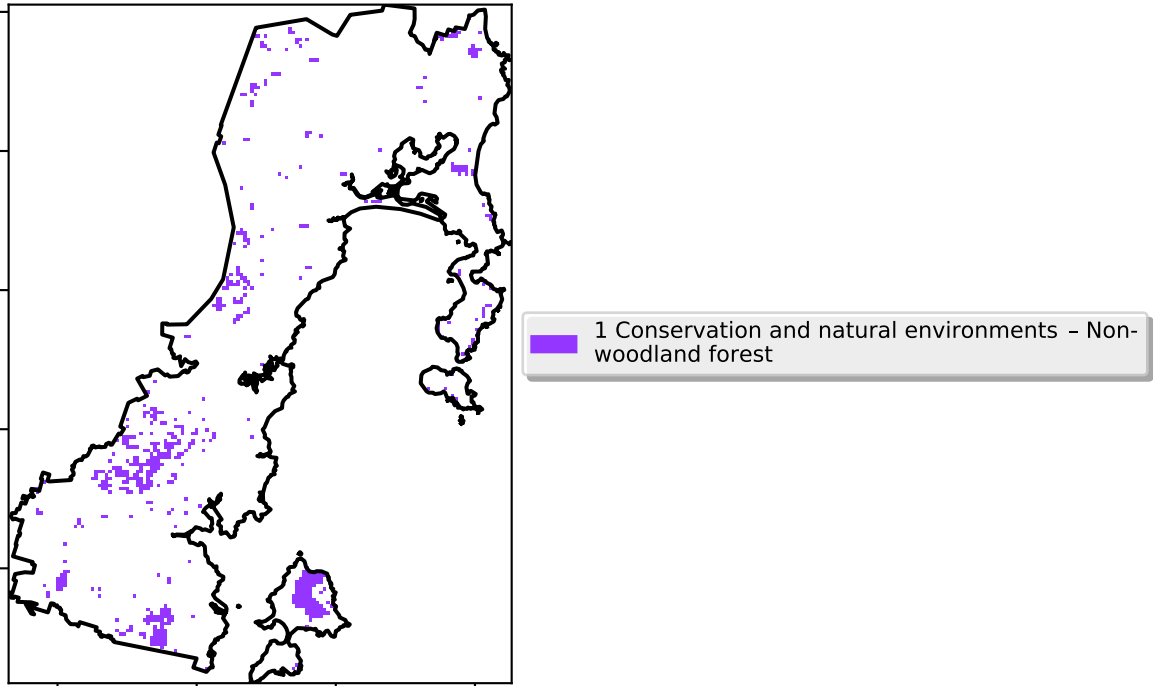 1 Conservation and natural environments – Non-
woodland forest